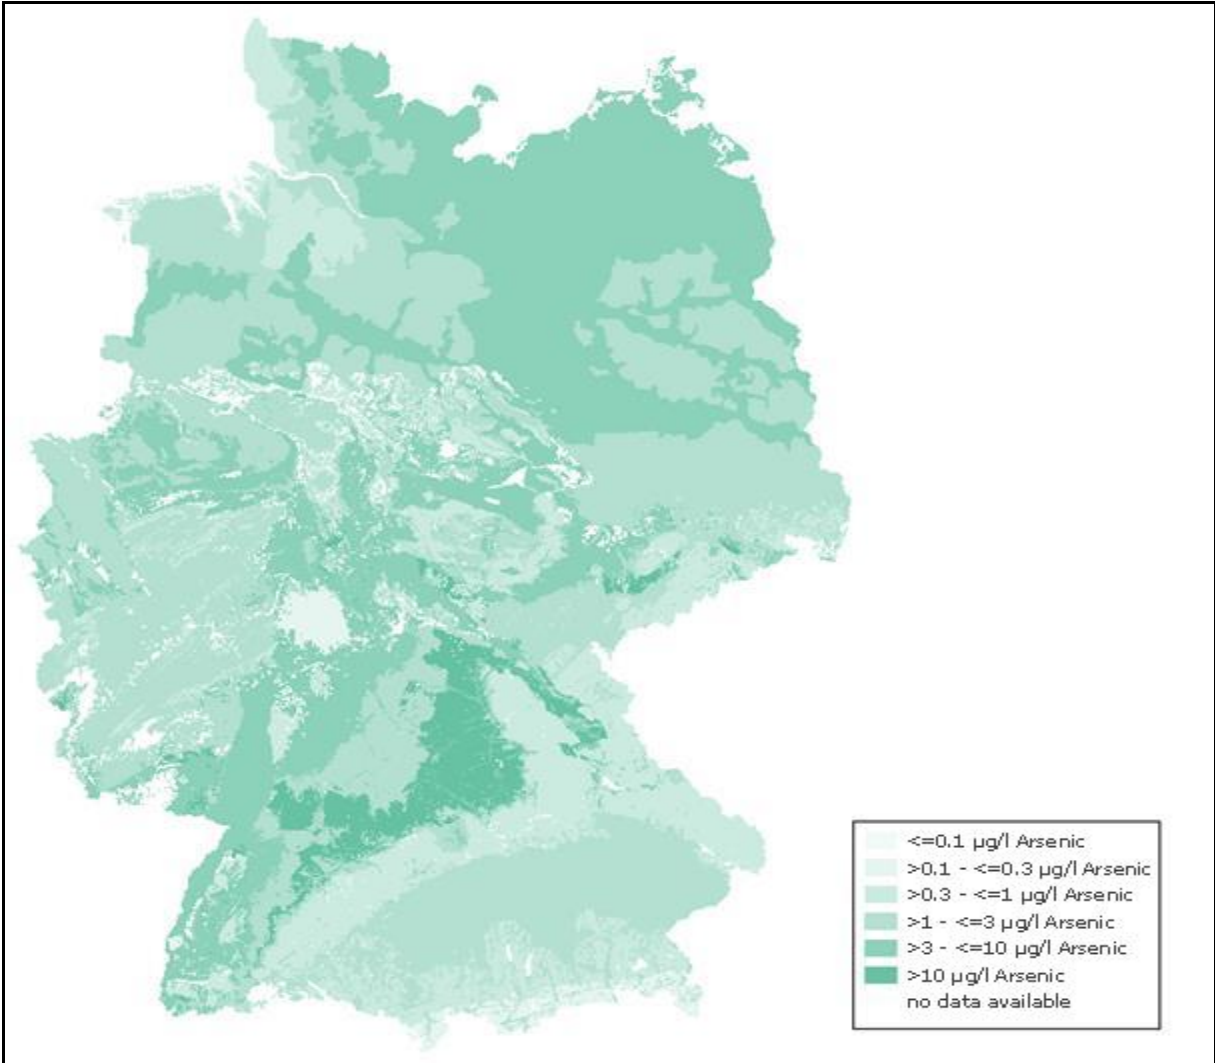 <=0.1 µg/l Arsenic
>0.1 - <=0.3 µg/l Arsenic
>0.3 - <=1 µg/l Arsenic
>1 - <=3 µg/l Arsenic
>3 - <=10 µg/l Arsenic
>10 µg/l Arsenic
no data available